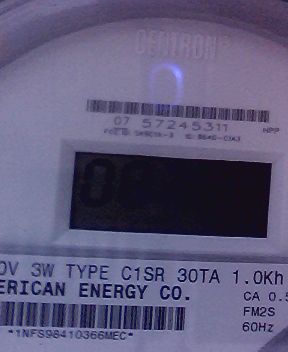 CENTRON
07 57245311
0V 3W TYPE C1SR 30TA 1.0Kh
ERICAN ENERGY CO.
CA 0.5
FM2S
60Hz
*1NFS98410366MEC*